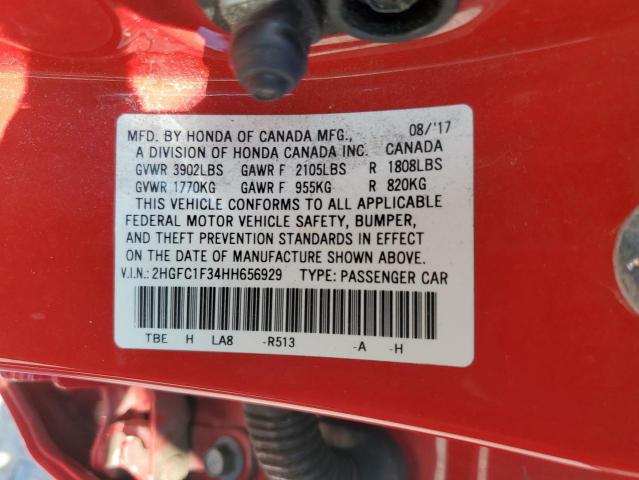 MFD. BY HONDA OF CANADA MFG., 08/'17
A DIVISION OF HONDA CANADA INC. CANADA
GVWR 3902LBS GAWR F 2105LBS R 1808LBS
GVWR 1770KG GAWR F 955KG R 820KG
THIS VEHICLE CONFORMS TO ALL APPLICABLE
FEDERAL MOTOR VEHICLE SAFETY, BUMPER,
AND THEFT PREVENTION STANDARDS IN EFFECT
ON THE DATE OF MANUFACTURE SHOWN ABOVE.
V.I.N.: 2HGFC1F34HH656929 TYPE: PASSENGER CAR
TBE H LA8 -R513 -A -H